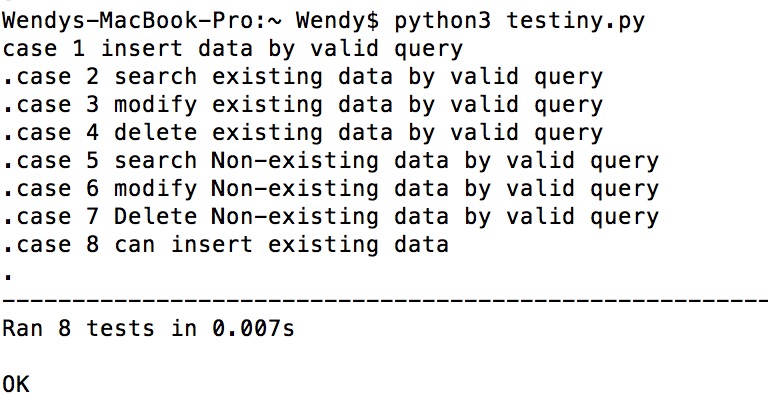 Wendys-MacBook-Pro:~ Wendy$ python3 testiny.py
case 1 insert data by valid query
.case 2 search existing data by valid query
.case 3 modify existing data by valid query
.case 4 delete existing data by valid query
.case 5 search Non-existing data by valid query
.case 6 modify Non-existing data by valid query
.case 7 Delete Non-existing data by valid query
.case 8 can insert existing data
.
-------------------------------------------------------
Ran 8 tests in 0.007s
OK